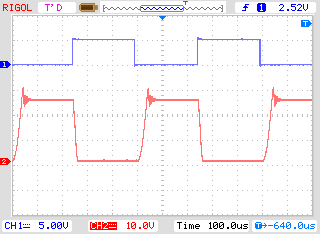 RIGOL T'D T f 1 2.52V
T
1
2
CH1= 5.00V CH2= 10.0V Time 100.0us T→-640.0us